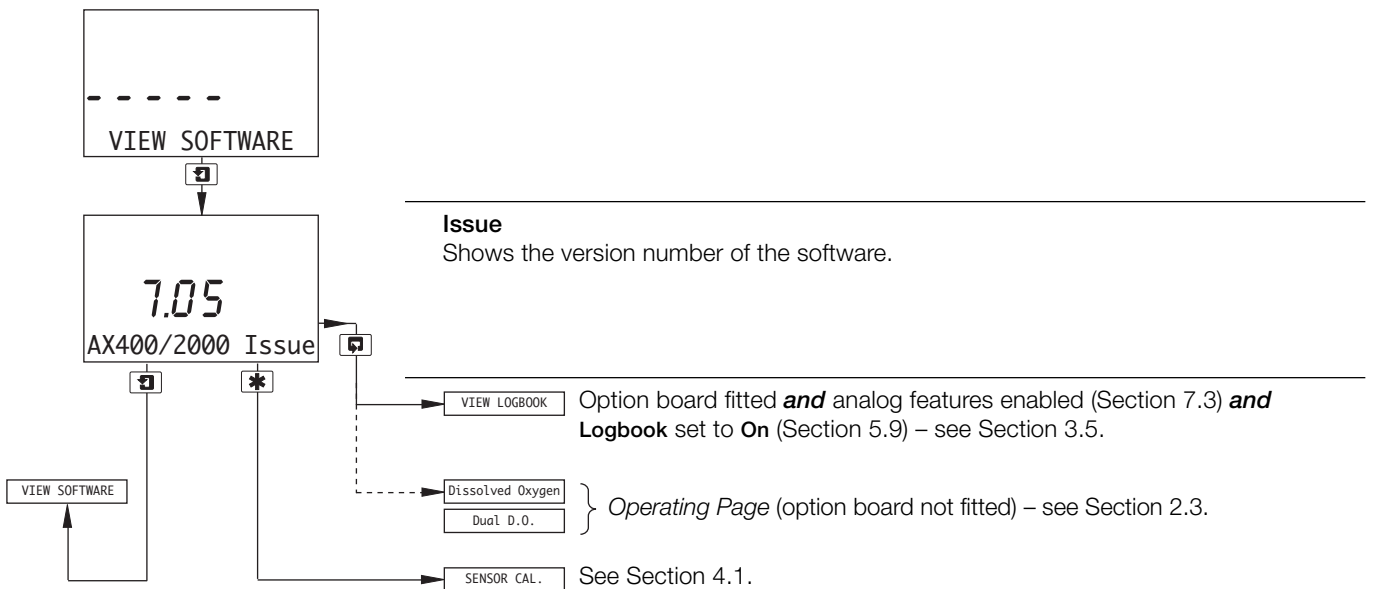 - - - - -
VIEW SOFTWARE
Issue
Shows the version number of the software.
7.05
AX400/2000 Issue
VIEW LOGBOOK Option board fitted and analog features enabled (Section 7.3) and
Logbook set to On (Section 5.9) – see Section 3.5.
VIEW SOFTWARE
Dissolved Oxygen
Dual D.O.
Operating Page (option board not fitted) – see Section 2.3.
SENSOR CAL. See Section 4.1.